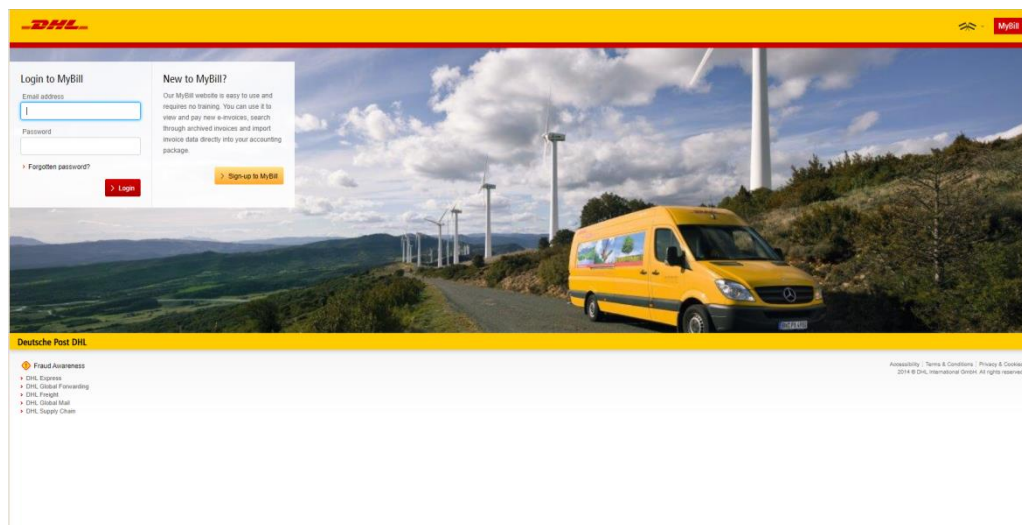 DHL
MyBill
Login to MyBill
Email address
Password
Forgotten password?
Login
New to MyBill?
Our MyBill website is easy to use and
requires no training. You can use it to
view and pay new e-invoices, search
through archived invoices and import
invoice data directly into your accounting
package.
Sign-up to MyBill
Deutsche Post DHL
Fraud Awareness
DHL Express
DHL Global Forwarding
DHL Freight
DHL Global Mail
DHL Supply Chain
Accessibility | Terms & Conditions | Privacy & Cookies
2014 © DHL International GmbH. All rights reserved